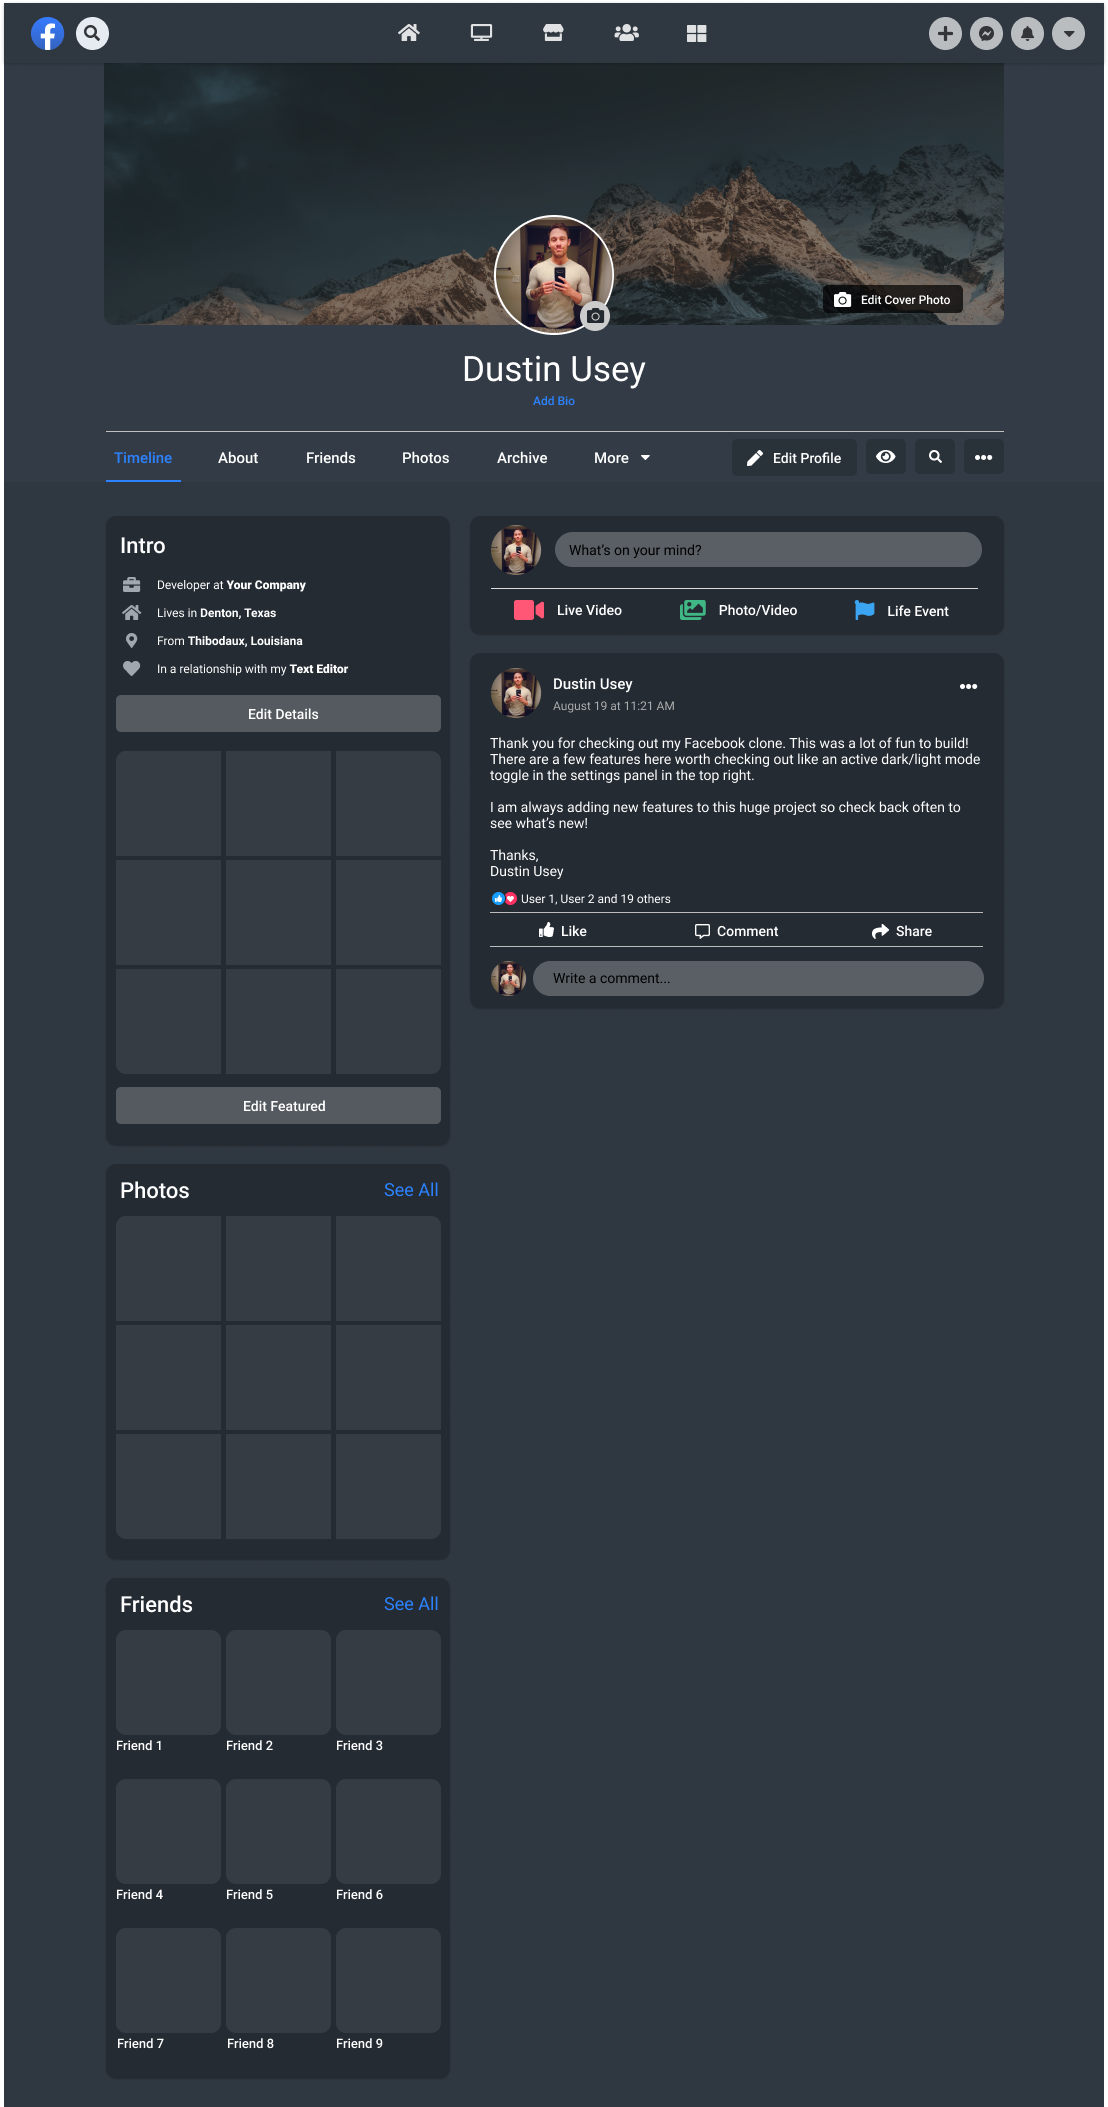 Edit Cover Photo
Dustin Usey
Add Bio
Timeline About Friends Photos Archive More Edit Profile
Intro
Developer at Your Company
Lives in Denton, Texas
From Thibodaux, Louisiana
In a relationship with my Text Editor
Edit Details
Edit Featured
Photos See All
Friends See All
Friend 1 Friend 2 Friend 3
Friend 4 Friend 5 Friend 6
Friend 7 Friend 8 Friend 9
What's on your mind?
Live Video Photo/Video Life Event
Dustin Usey
August 19 at 11:21 AM
Thank you for checking out my Facebook clone. This was a lot of fun to build!
There are a few features here worth checking out like an active dark/light mode
toggle in the settings panel in the top right.
I am always adding new features to this huge project so check back often to
see what's new!
Thanks,
Dustin Usey
User 1, User 2 and 19 others
Like Comment Share
Write a comment...